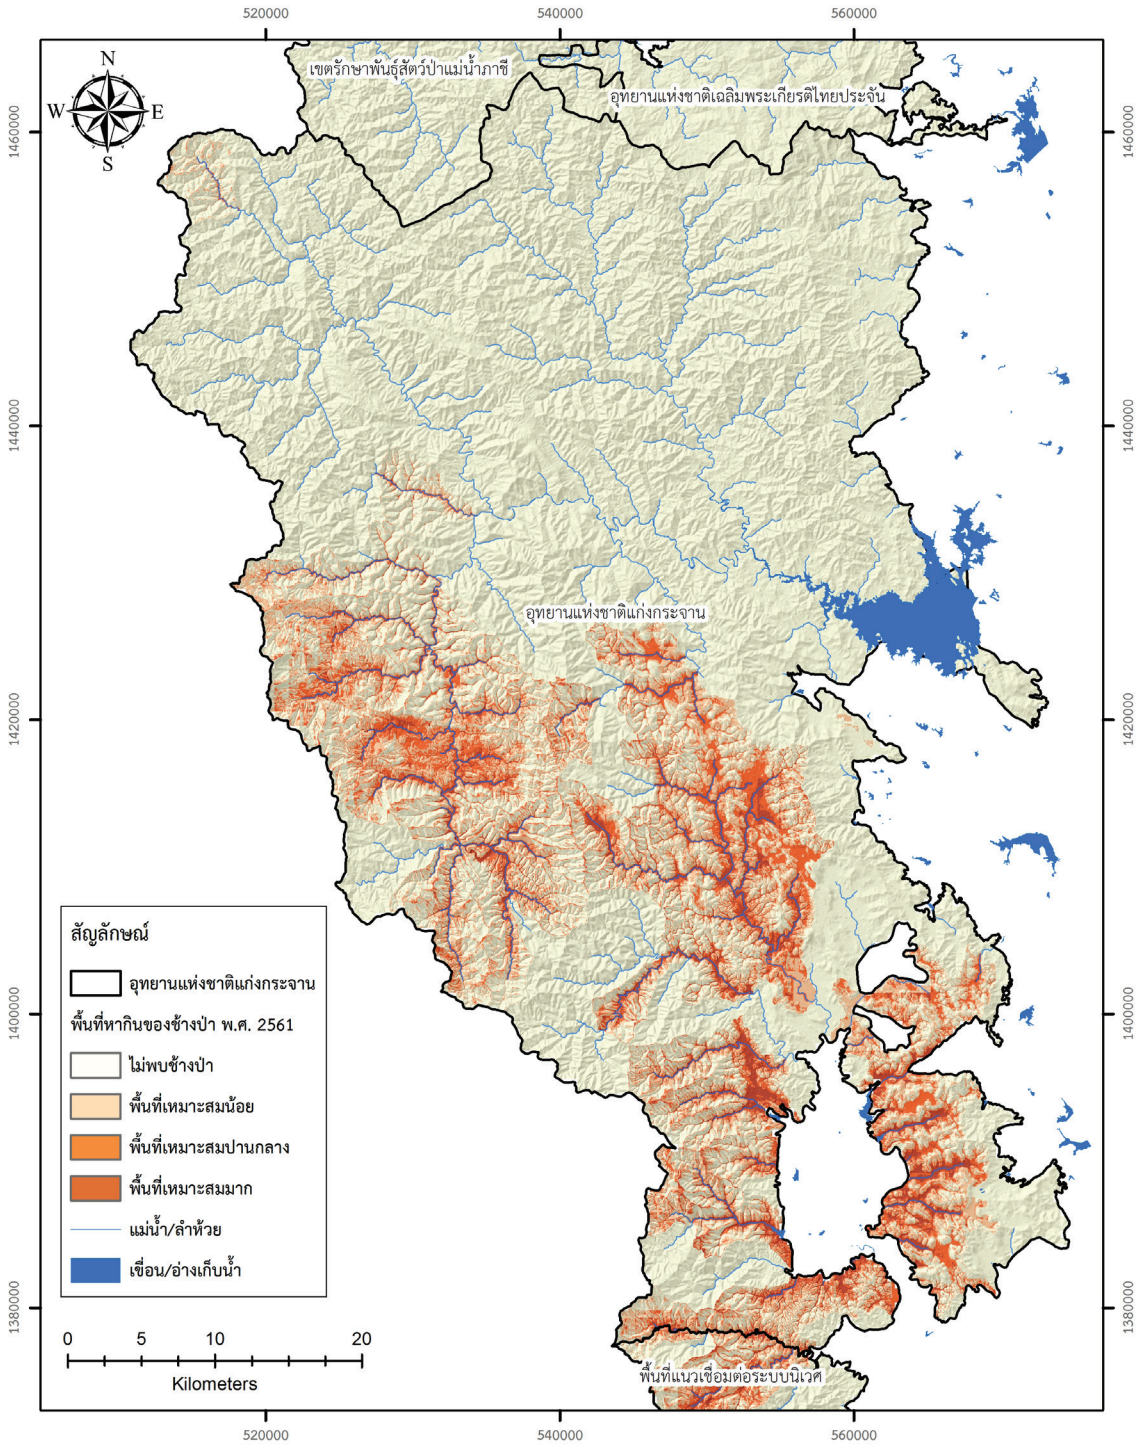 520000 540000 560000
N
W E
S
เขตรักษาพันธุ์สัตว์ป่าแม่น้ำภาชี
อุทยานแห่งชาติเฉลิมพระเกียรติไทยประจัน
1460000 1460000
1440000 1440000
อุทยานแห่งชาติแก่งกระจาน
1420000 1420000
1400000 1400000
1380000 1380000
สัญลักษณ์
อุทยานแห่งชาติแก่งกระจาน
พื้นที่หากินของช้างป่า พ.ศ. 2561
ไม่พบช้างป่า
พื้นที่เหมาะสมน้อย
พื้นที่เหมาะสมปานกลาง
พื้นที่เหมาะสมมาก
แม่น้ำ/ลำห้วย
เขื่อน/อ่างเก็บน้ำ
0 5 10 20
Kilometers
พื้นที่แนวเชื่อมต่อระบบนิเวศ
520000 540000 560000